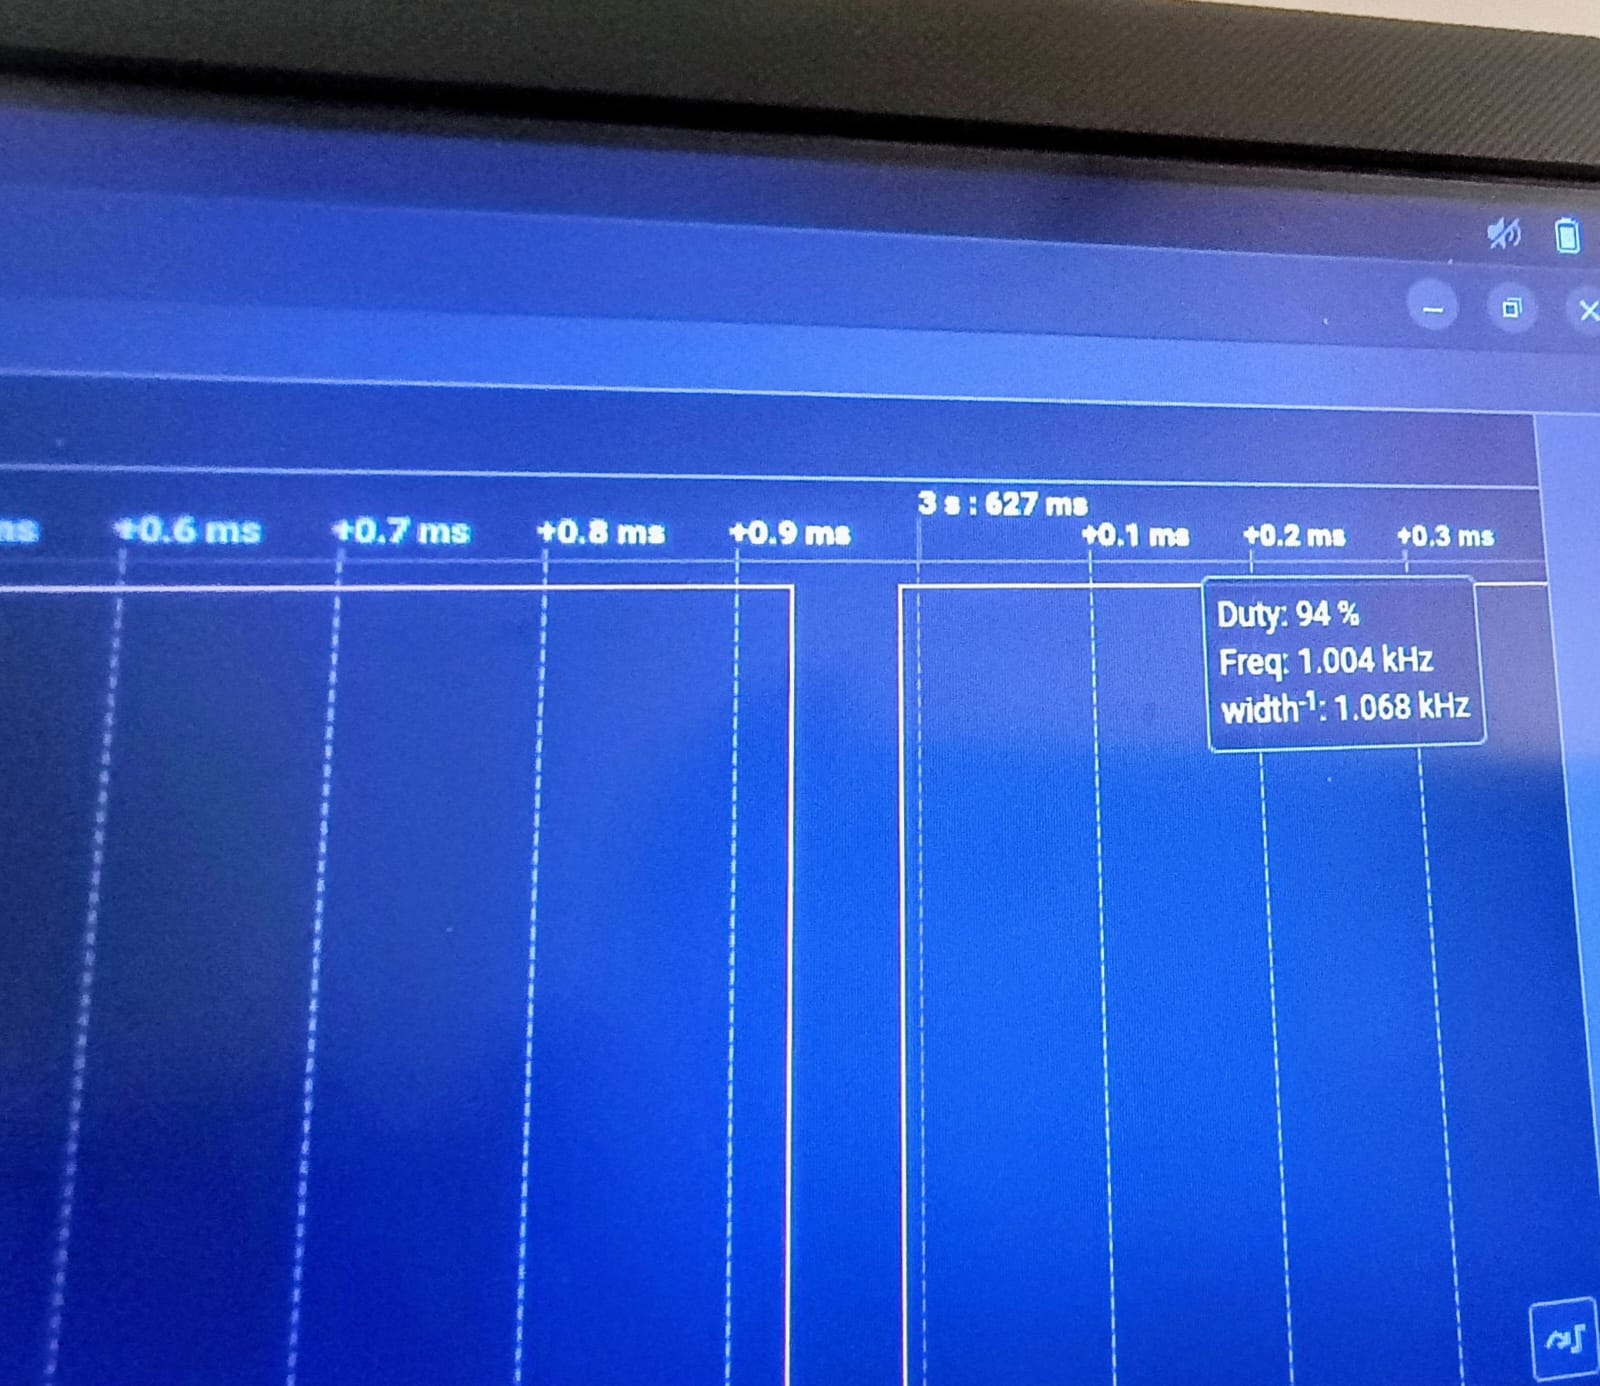 +0.6 ms
+0.7 ms
+0.8 ms
+0.9 ms
3 s : 627 ms
+0.1 ms
+0.2 ms
+0.3 ms
Duty: 94 %
Freq: 1.004 kHz
width⁻¹: 1.068 kHz